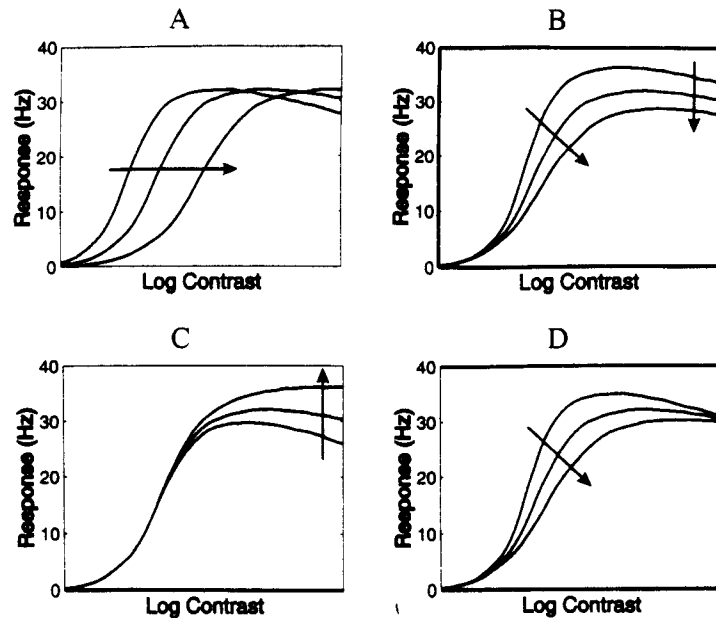 A
40
30
20
10
0
Response (Hz)
Log Contrast
B
40
30
20
10
0
Response (Hz)
Log Contrast
C
40
30
20
10
0
Response (Hz)
Log Contrast
D
40
30
20
10
0
Response (Hz)
Log Contrast